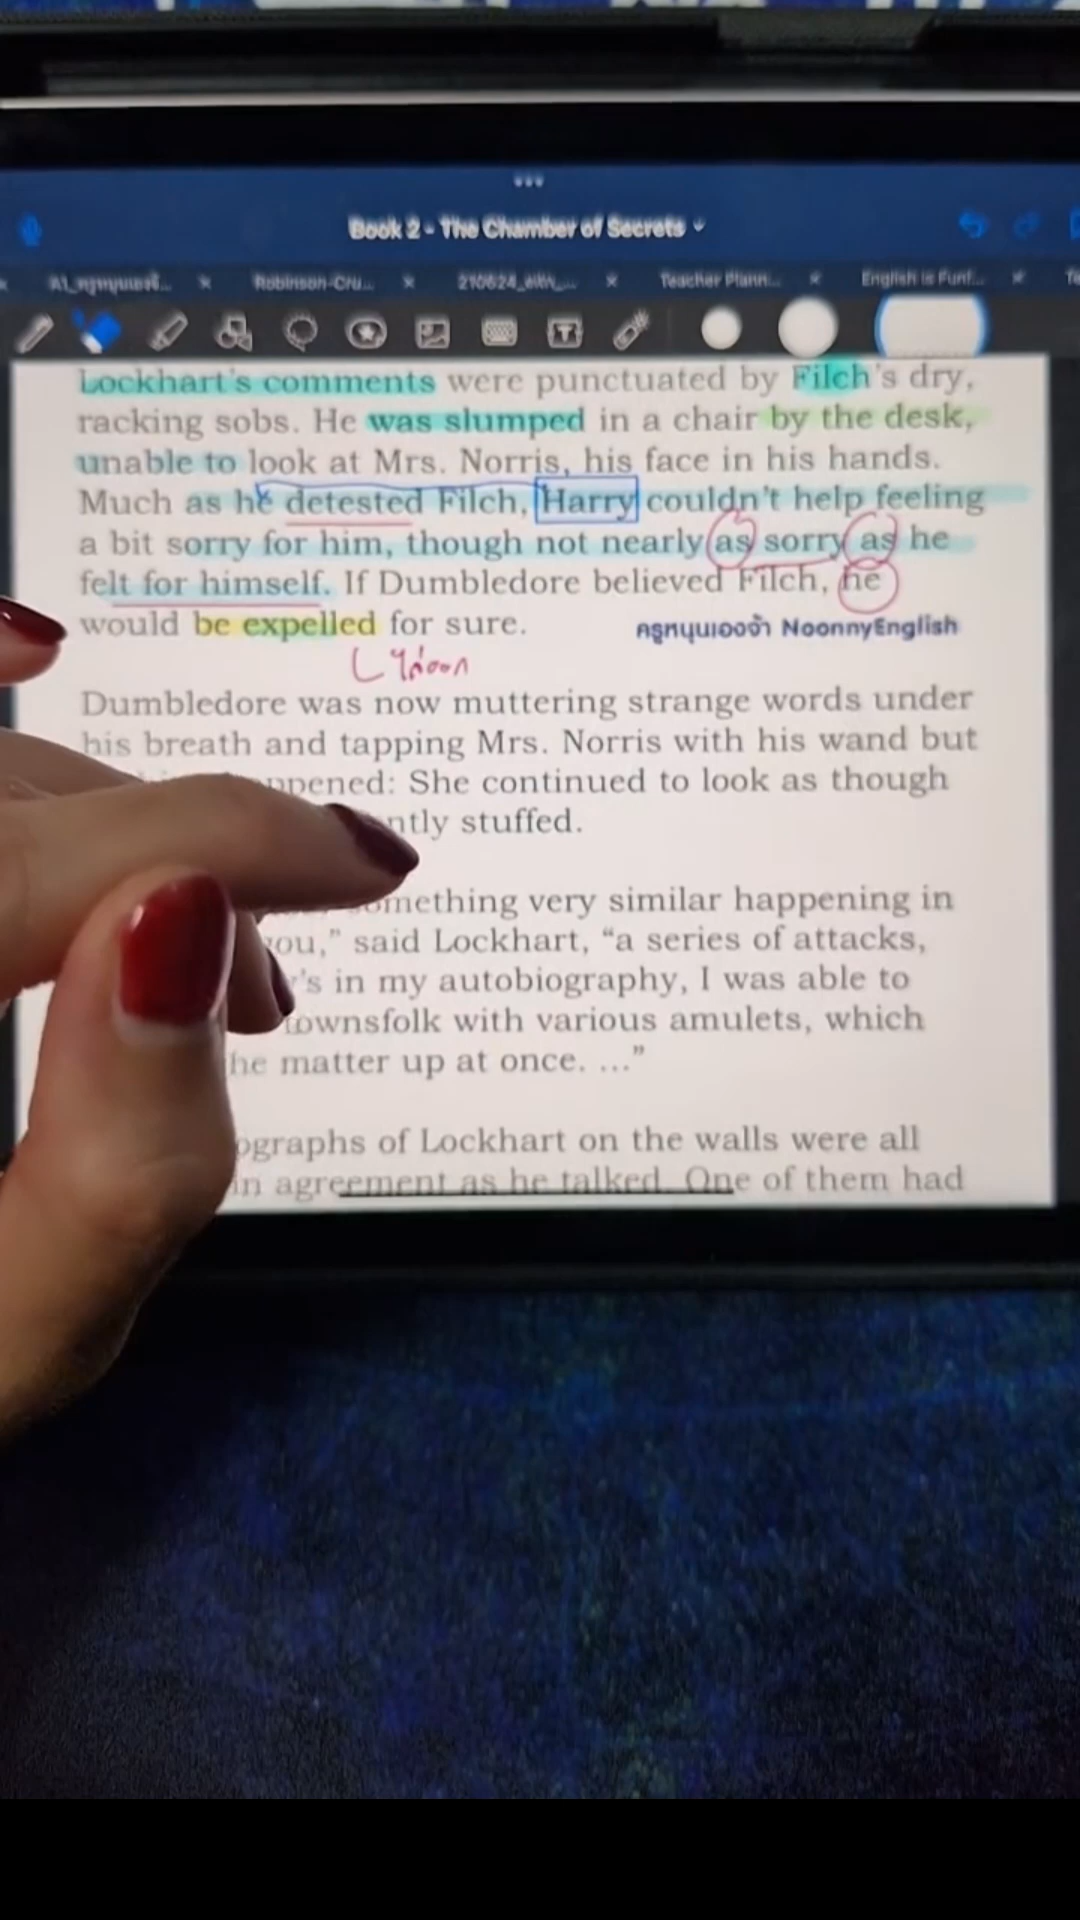 Book 2 - The Chamber of Secrets
Robinson-Cru...
Teacher Plann...
English is Fun!...
Lockhart's comments were punctuated by Filch's dry,
racking sobs. He was slumped in a chair by the desk,
unable to look at Mrs. Norris, his face in his hands.
Much as he detested Filch, Harry couldn't help feeling
a bit sorry for him, though not nearly as sorry as he
felt for himself. If Dumbledore believed Filch, he
would be expelled for sure.
ครูหนุนเองจ้า NoonnyEnglish
ไล่ออก
Dumbledore was now muttering strange words under
his breath and tapping Mrs. Norris with his wand but
ppened: She continued to look as though
ntly stuffed.
something very similar happening in
you,” said Lockhart, “a series of attacks,
's in my autobiography, I was able to
townsfolk with various amulets, which
he matter up at once. ...”
ographs of Lockhart on the walls were all
in agreement as he talked. One of them had